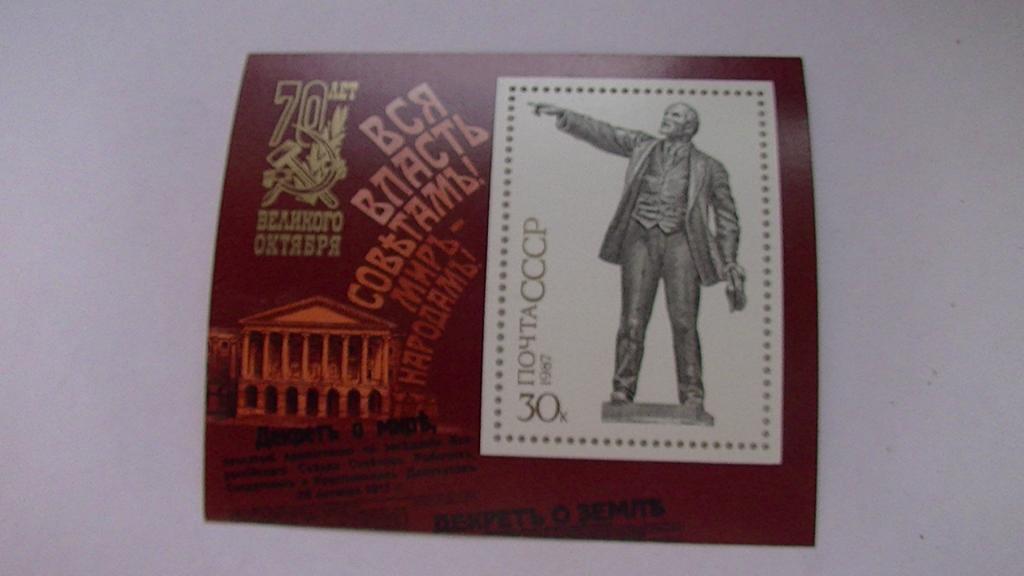 70 ЛЕТ
ВЕЛИКОГО
ОКТЯБРЯ
ВСЯ
ВЛАСТЬ
СОВѢТАМЪ!
МИРЪ –
НАРОДАМЪ!
ПОЧТА СССР
1987
30к
Декретъ о мирѣ,
ДЕКРЕТЪ О ЗЕМЛѢ